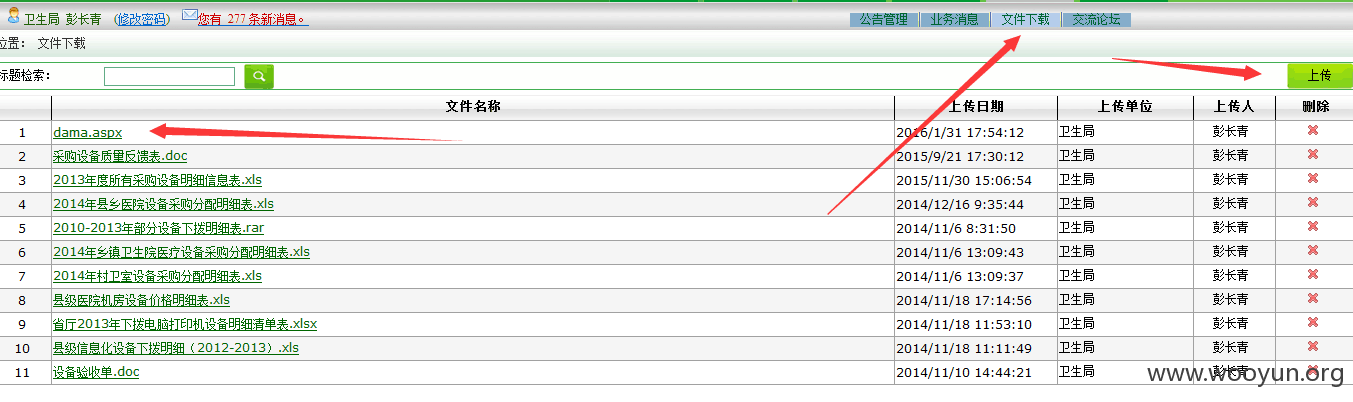 卫生局 彭长青 (修改密码) 您有 277 条新消息。 公告管理 业务消息 文件下载 交流论坛
位置： 文件下载
标题检索： 上传
文件名称 上传日期 上传单位 上传人 删除
1 dama.aspx 2016/1/31 17:54:12 卫生局 彭长青
2 采购设备质量反馈表.doc 2015/9/21 17:30:12 卫生局 彭长青
3 2013年度所有采购设备明细信息表.xls 2015/11/30 15:06:54 卫生局 彭长青
4 2014年县乡医院设备采购分配明细表.xls 2014/12/16 9:35:44 卫生局 彭长青
5 2010-2013年部分设备下拨明细表.rar 2014/11/6 8:31:50 卫生局 彭长青
6 2014年乡镇卫生院医疗设备采购分配明细表.xls 2014/11/6 13:09:43 卫生局 彭长青
7 2014年村卫室设备采购分配明细表.xls 2014/11/6 13:09:37 卫生局 彭长青
8 县级医院机房设备价格明细表.xls 2014/11/18 17:14:56 卫生局 彭长青
9 省厅2013年下拨电脑打印机设备明细清单表.xlsx 2014/11/18 11:53:10 卫生局 彭长青
10 县级信息化设备下拨明细（2012-2013）.xls 2014/11/18 11:11:49 卫生局 彭长青
11 设备验收单.doc 2014/11/10 14:44:21 卫生局 彭长青
www.wooyun.org